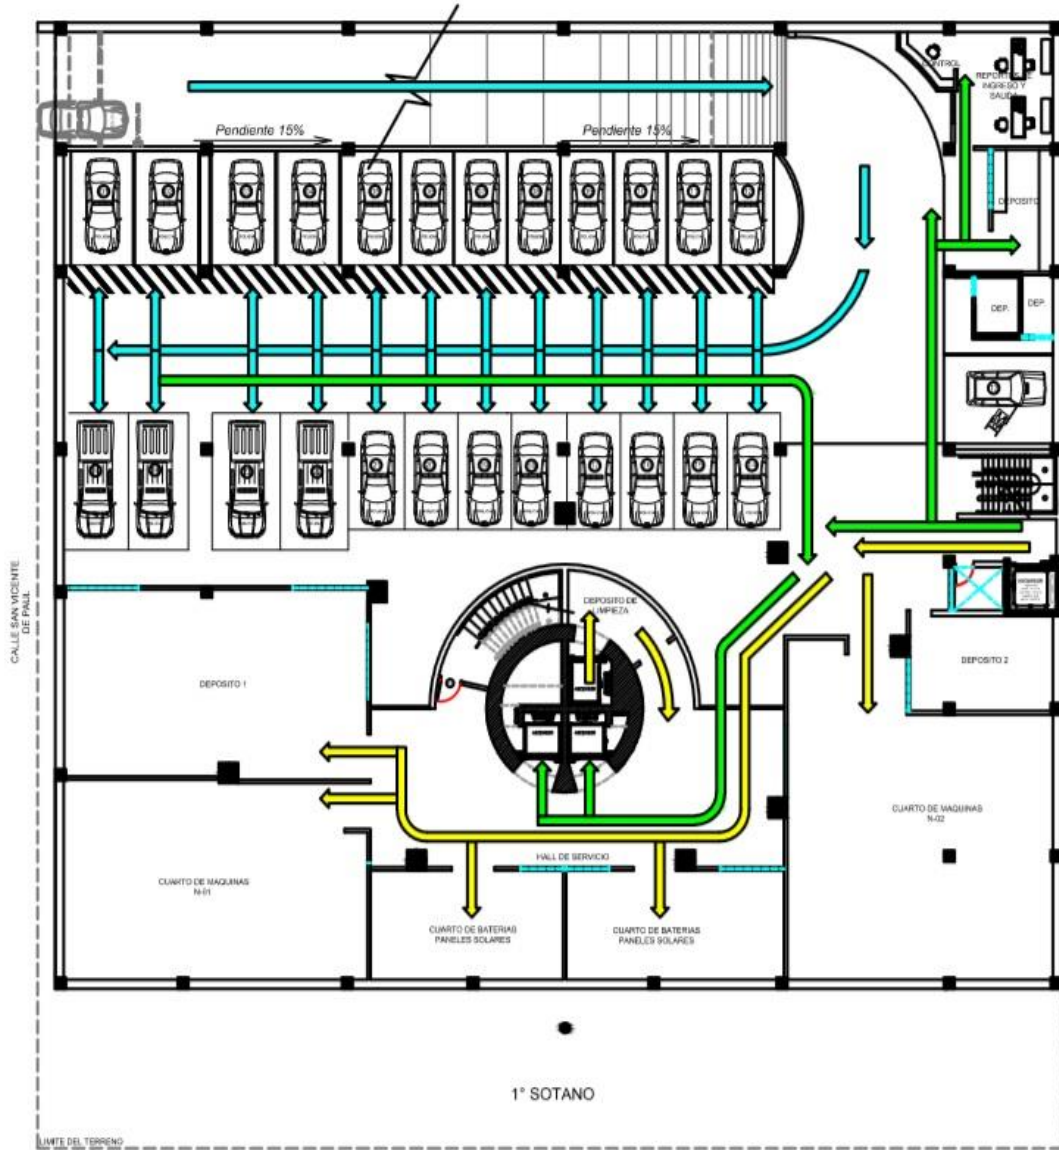 CONTROL
REPORTES DE
INGRESO Y
SALIDA
Pendiente 15%
Pendiente 15%
DEPOSITO
DEP.
DEP.
CALLE SAN VICENTE
DE PAUL
DEPOSITO DE
LIMPIEZA
DEPOSITO 1
DEPOSITO 2
CUARTO DE MAQUINAS
N-02
HALL DE SERVICIO
CUARTO DE MAQUINAS
N-01
CUARTO DE BATERIAS
PANELES SOLARES
CUARTO DE BATERIAS
PANELES SOLARES
1° SOTANO
LIMITE DEL TERRENO